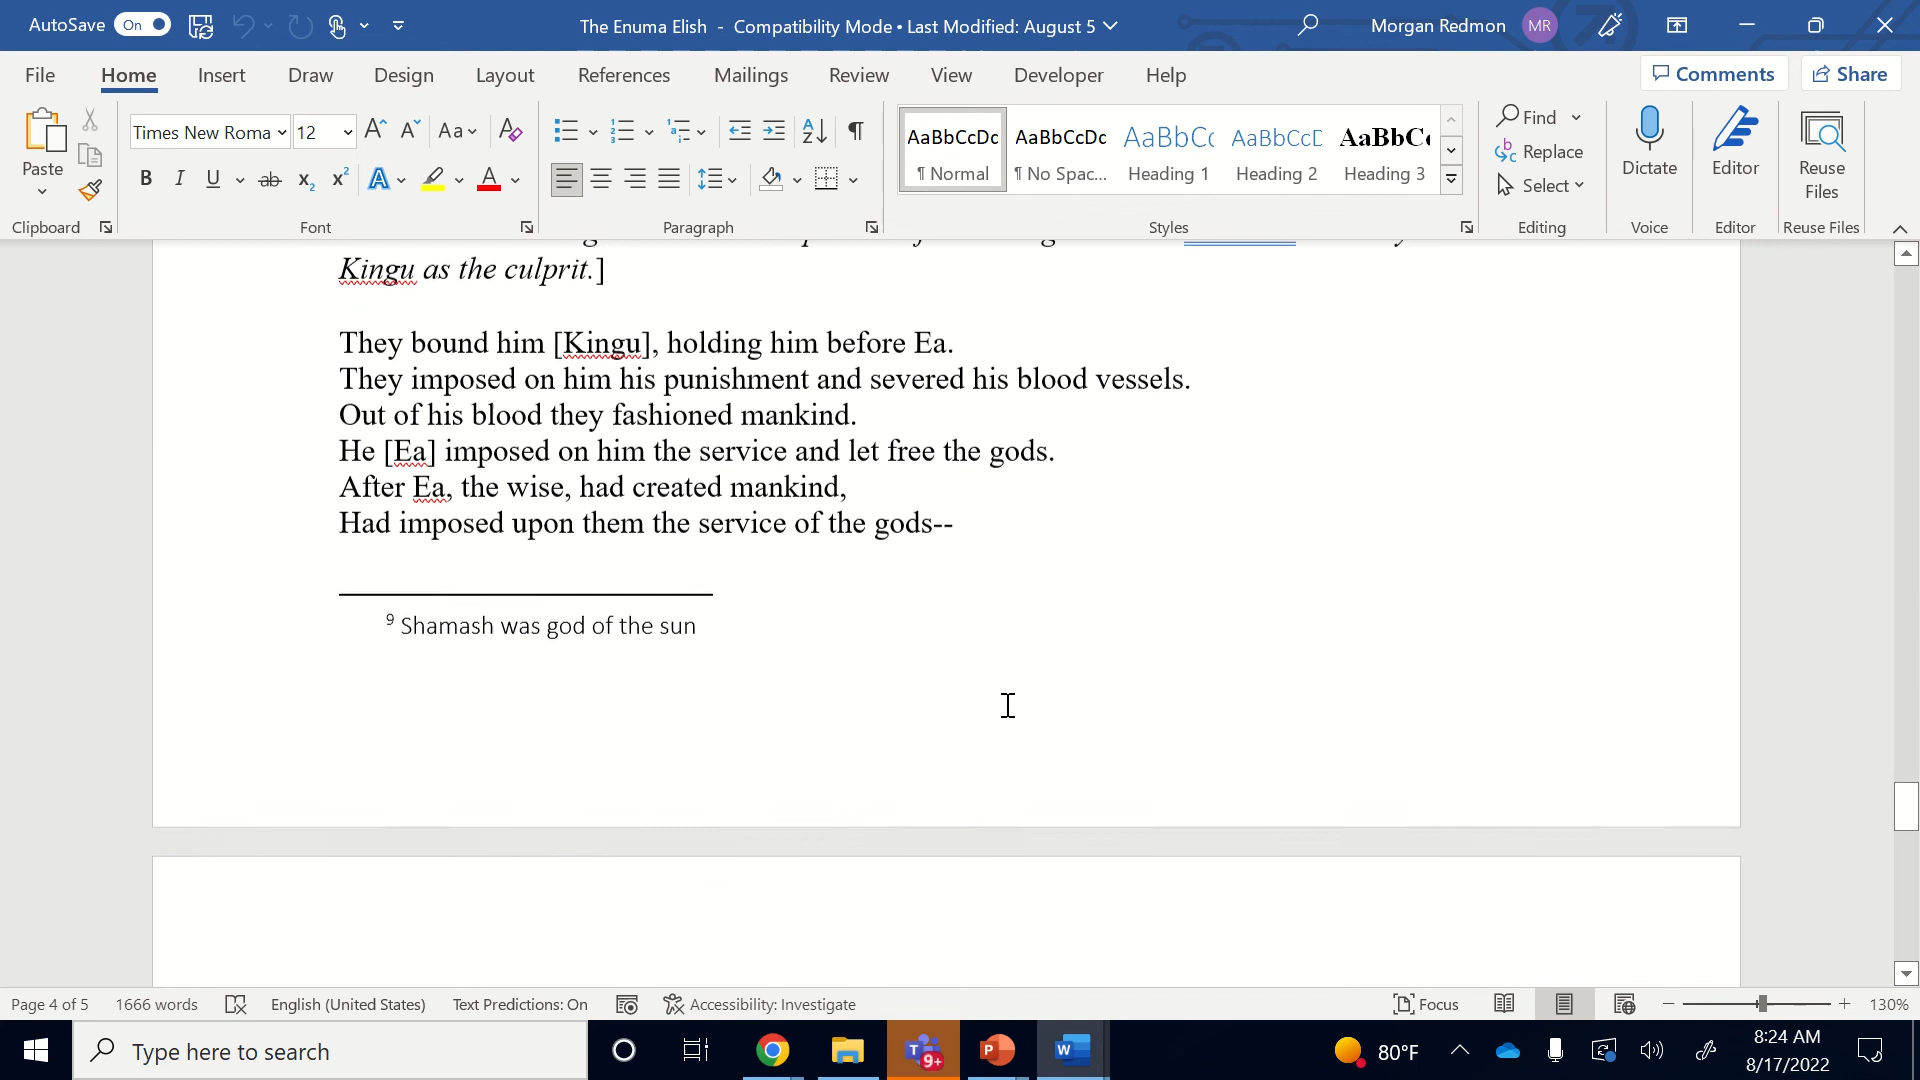 AutoSave On The Enuma Elish - Compatibility Mode • Last Modified: August 5 Morgan Redmon MR
File Home Insert Draw Design Layout References Mailings Review View Developer Help Comments Share
Times New Roma 12 Aa AaBbCcDc AaBbCcDc AaBbCc AaBbCcD AaBbCc Find
Replace
Paste B I U ab x₂ x² A A ¶ Normal ¶ No Spac... Heading 1 Heading 2 Heading 3 Select Dictate Editor Reuse Files
Clipboard Font Paragraph Styles Editing Voice Editor Reuse Files
Kingu as the culprit.]
They bound him [Kingu], holding him before Ea.
They imposed on him his punishment and severed his blood vessels.
Out of his blood they fashioned mankind.
He [Ea] imposed on him the service and let free the gods.
After Ea, the wise, had created mankind,
Had imposed upon them the service of the gods--
⁹ Shamash was god of the sun
Page 4 of 5 1666 words English (United States) Text Predictions: On Accessibility: Investigate Focus 130%
Type here to search 9+ 80°F 8:24 AM
8/17/2022